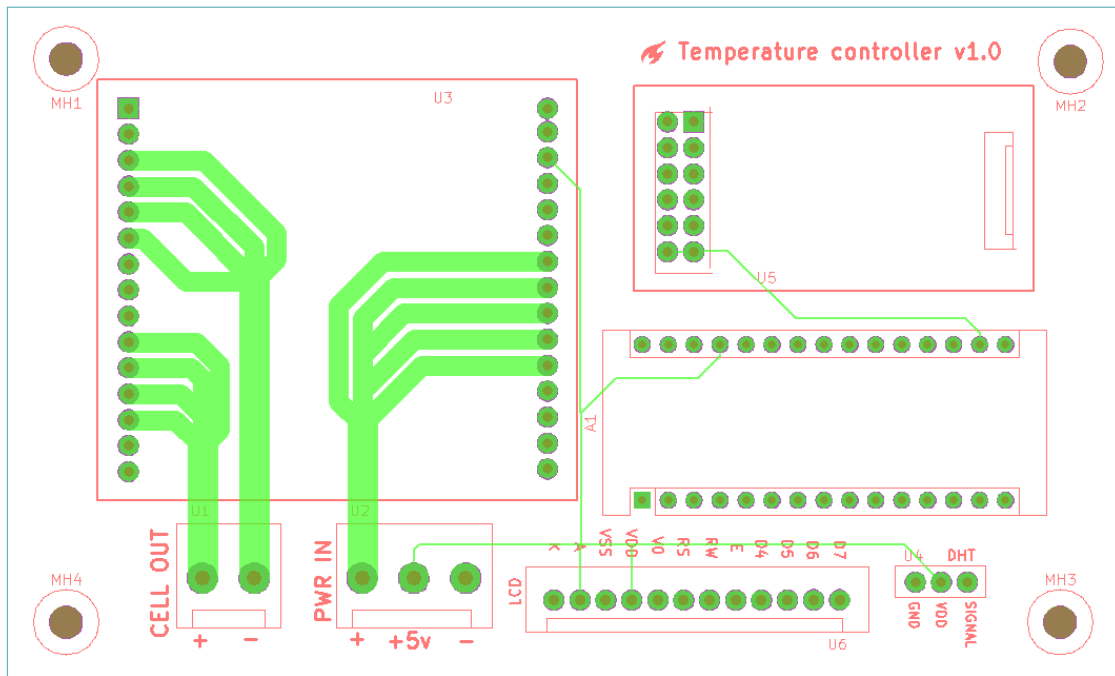 Temperature controller v1.0
MH1
U3
MH2
U5
A1
U1
U2
K
A
VSS
VDD
V0
RS
RW
E
D4
D5
D6
D7
U4
DHT
MH4
CELL OUT
PWR IN
LCD
MH3
GND
VDD
SIGNAL
+ -
+ +5v -
U6